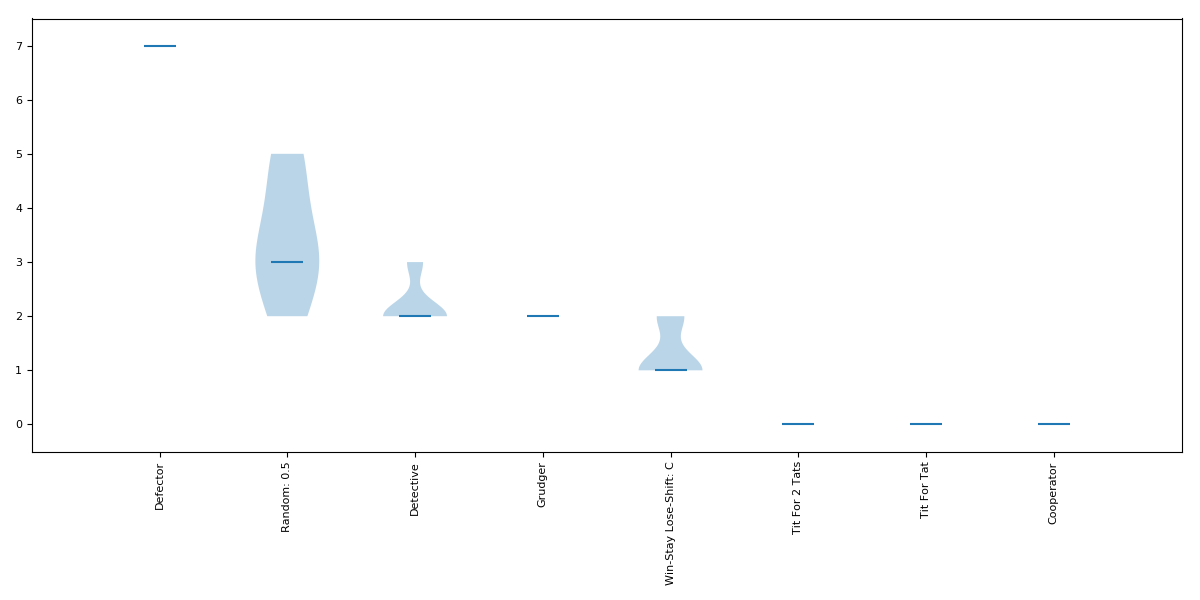 7
6
5
4
3
2
1
0
Defector
Random: 0.5
Detective
Grudger
Win-Stay Lose-Shift: C
Tit For 2 Tats
Tit For Tat
Cooperator